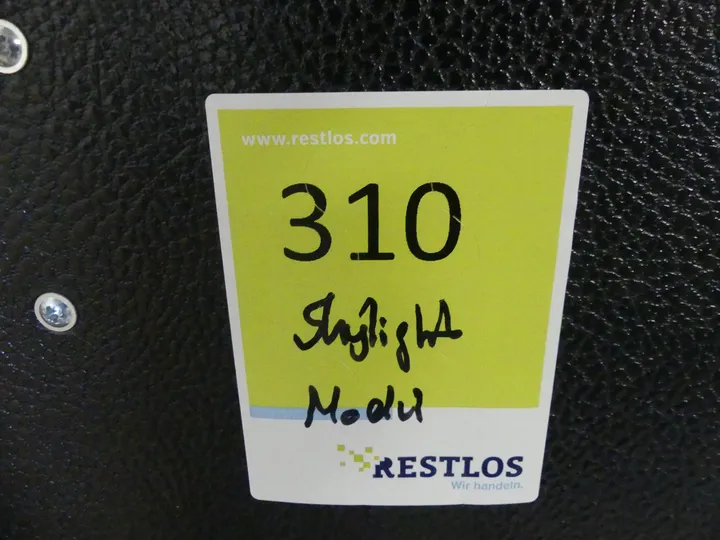 www.restlos.com
310
Skylight
Modul
RESTLOS
Wir handeln.